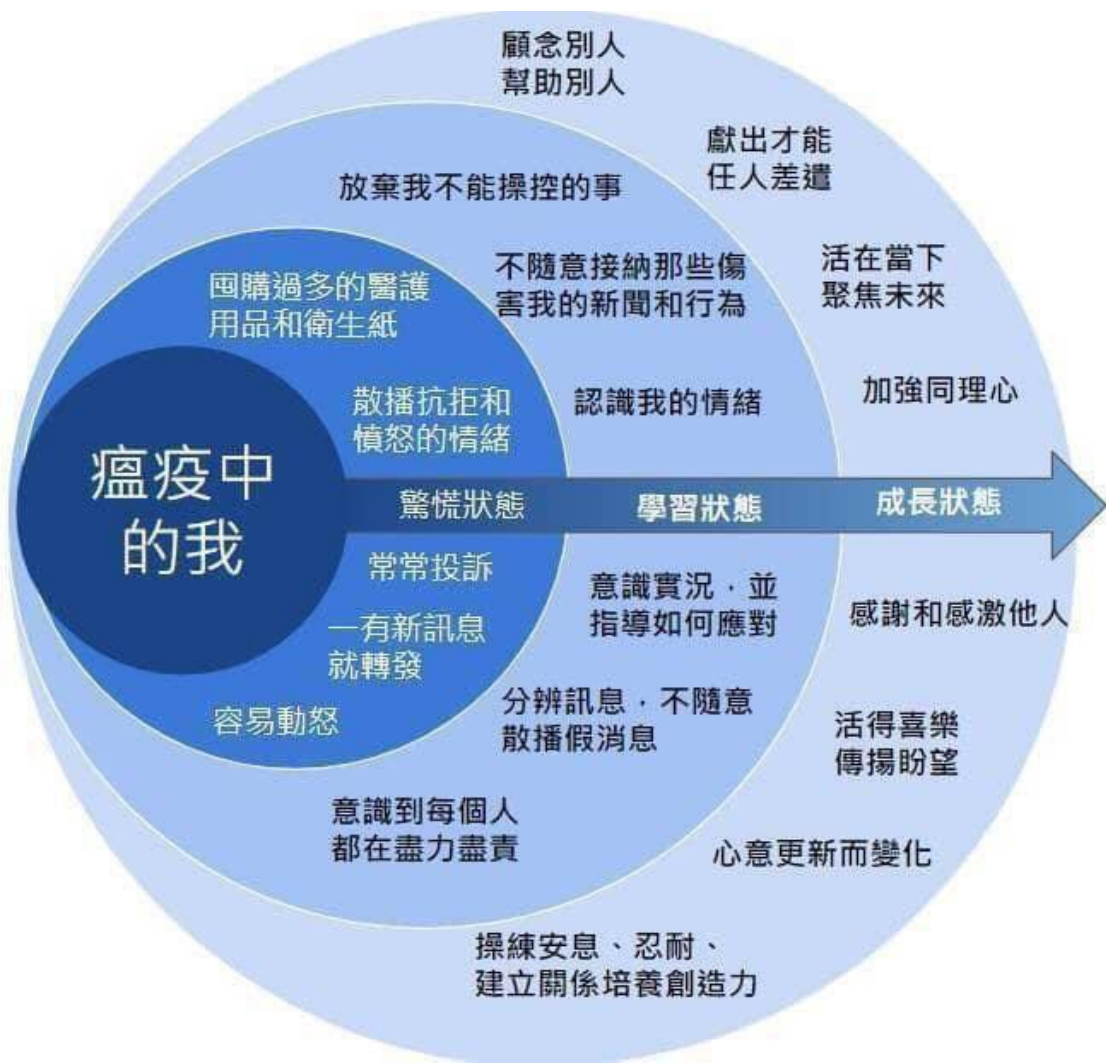 顧念別人
幫助別人
獻出才能
任人差遣
放棄我不能操控的事
不隨意接納那些傷
害我的新聞和行為
活在當下
聚焦未來
囤購過多的醫護
用品和衛生紙
散播抗拒和
憤怒的情緒
認識我的情緒
加強同理心
瘟疫中
的我
驚慌狀態
學習狀態
成長狀態
常常投訴
意識實況，並
指導如何應對
感謝和感激他人
一有新訊息
就轉發
容易動怒
分辨訊息，不隨意
散播假消息
活得喜樂
傳揚盼望
意識到每個人
都在盡力盡責
心意更新而變化
操練安息、忍耐、
建立關係培養創造力